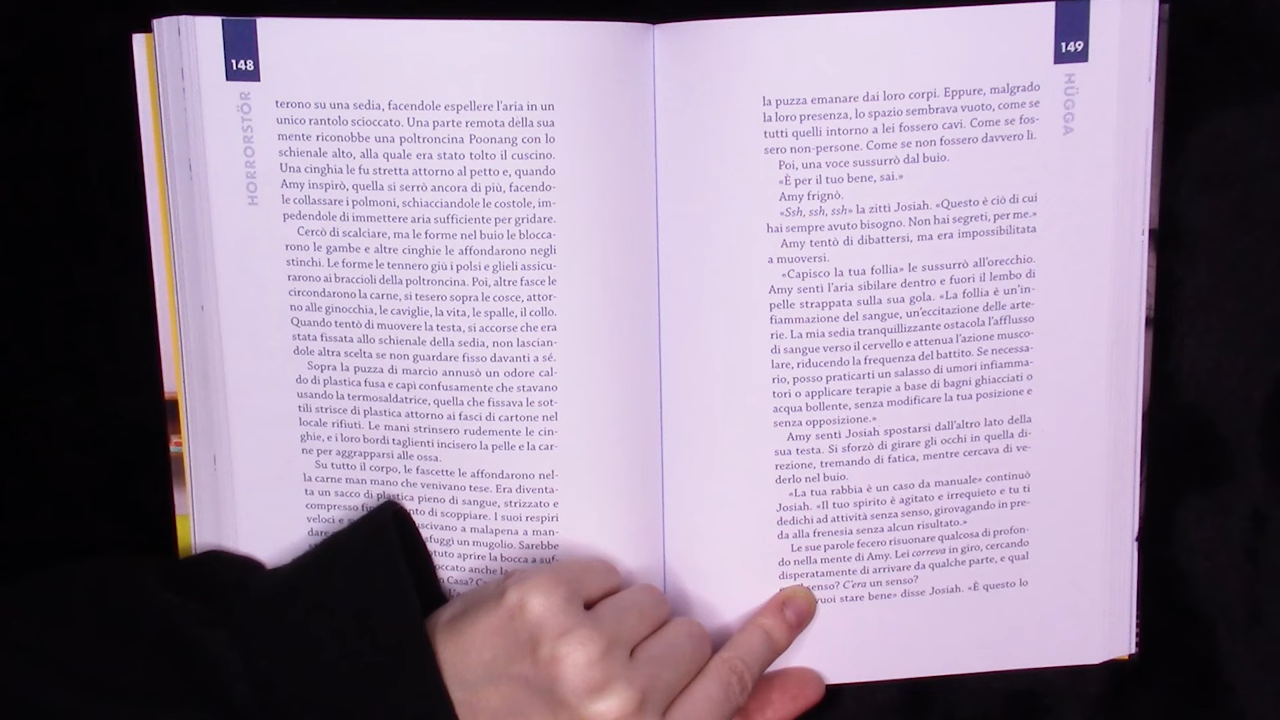 148
HORRORSTÖR
terono su una sedia, facendole espellere l'aria in un
unico rantolo scioccato. Una parte remota della sua
mente riconobbe una poltroncina Poonang con lo
schienale alto, alla quale era stato tolto il cuscino.
Una cinghia le fu stretta attorno al petto e, quando
Amy inspirò, quella si serrò ancora di più, facendo-
le collassare i polmoni, schiacciandole le costole, im-
pedendole di immettere aria sufficiente per gridare.
Cercò di scalciare, ma le forme nel buio le blocca-
rono le gambe e altre cinghie le affondarono negli
stinchi. Le forme le tennero giù i polsi e glieli assicu-
rarono ai braccioli della poltroncina. Poi, altre fasce le
circondarono la carne, si tesero sopra le cosce, attor-
no alle ginocchia, le caviglie, la vita, le spalle, il collo.
Quando tentò di muovere la testa, si accorse che era
stata fissata allo schienale della sedia, non lascian-
dole altra scelta se non guardare fisso davanti a sé.
Sopra la puzza di marcio annusò un odore cal-
do di plastica fusa e capì confusamente che stavano
usando la termosaldatrice, quella che fissava le sot-
tili strisce di plastica attorno ai fasci di cartone nel
locale rifiuti. Le mani strinsero rudemente le cin-
ghie, e i loro bordi taglienti incisero la pelle e la car-
ne per aggrapparsi alle ossa.
Su tutto il corpo, le fascette le affondarono nel-
la carne man mano che venivano tese. Era diventa-
ta un sacco di plastica pieno di sangue, strizzato e
compresso di scoppiare. I suoi respiri
veloci e a malapena a man-
dare sfuggì un mugolio. Sarebbe
aprire la bocca a suf-
anche la
Casa?
149
HÜGGA
la puzza emanare dai loro corpi. Eppure, malgrado
la loro presenza, lo spazio sembrava vuoto, come se
tutti quelli intorno a lei fossero cavi. Come se fos-
sero non-persone. Come se non fossero davvero lì.
Poi, una voce sussurrò dal buio.
«È per il tuo bene, sai.»
Amy frignò.
«Ssh, ssh, ssh» la zittì Josiah. «Questo è ciò di cui
hai sempre avuto bisogno. Non hai segreti, per me.»
Amy tentò di dibattersi, ma era impossibilitata
a muoversi.
«Capisco la tua follia» le sussurrò all'orecchio.
Amy sentì l'aria sibilare dentro e fuori il lembo di
pelle strappata sulla sua gola. «La follia è un'in-
fiammazione del sangue, un'eccitazione delle arte-
rie. La mia sedia tranquillizzante ostacola l'afflusso
di sangue verso il cervello e attenua l'azione musco-
lare, riducendo la frequenza del battito. Se necessa-
rio, posso praticarti un salasso di umori infiamma-
tori o applicare terapie a base di bagni ghiacciati o
acqua bollente, senza modificare la tua posizione e
senza opposizione.»
Amy sentì Josiah spostarsi dall'altro lato della
sua testa. Si sforzò di girare gli occhi in quella di-
rezione, tremando di fatica, mentre cercava di ve-
derlo nel buio.
«La tua rabbia è un caso da manuale» continuò
Josiah. «Il tuo spirito è agitato e irrequieto e tu ti
dedichi ad attività senza senso, girovagando in pre-
da alla frenesia senza alcun risultato.»
Le sue parole fecero risuonare qualcosa di profon-
do nella mente di Amy. Lei correva in giro, cercando
disperatamente di arrivare da qualche parte, e qual
senso? C'era un senso?
vuoi stare bene» disse Josiah. «È questo lo